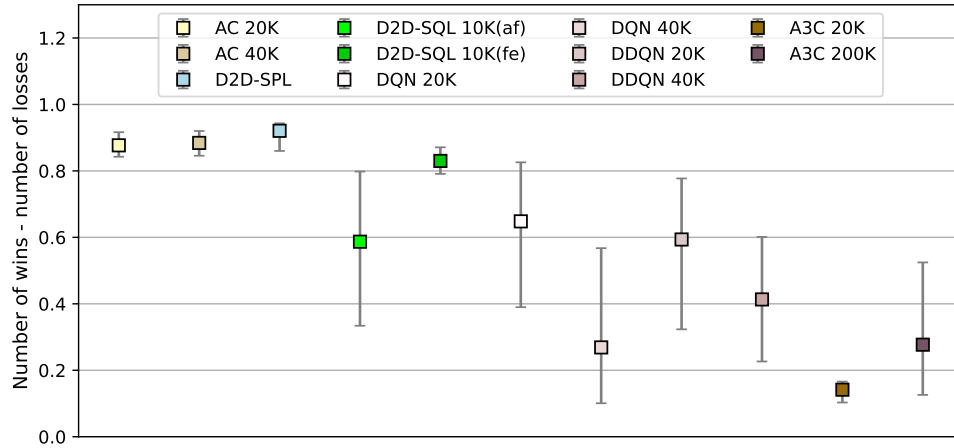 AC 20K
AC 40K
D2D-SPL
D2D-SQL 10K(af)
D2D-SQL 10K(fe)
DQN 20K
DQN 40K
DDQN 20K
DDQN 40K
A3C 20K
A3C 200K
Number of wins - number of losses
1.2
1.0
0.8
0.6
0.4
0.2
0.0